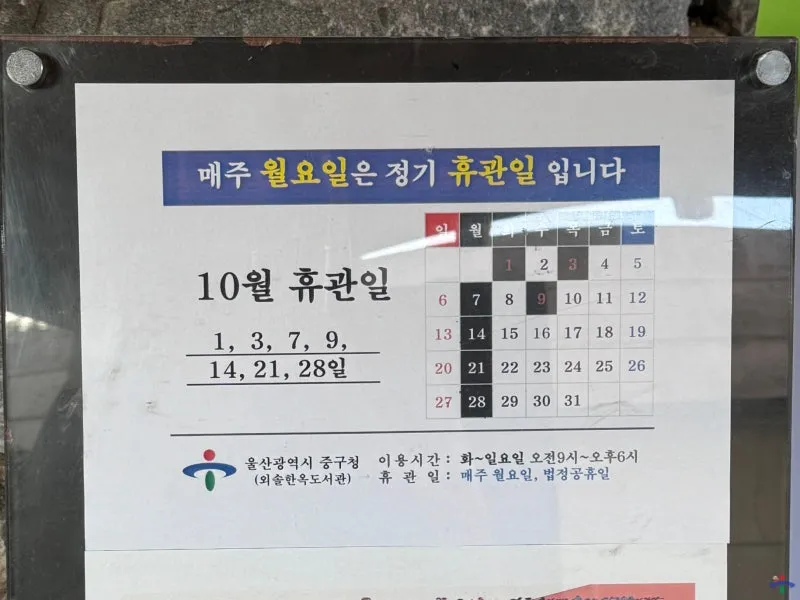 매주 월요일은 정기 휴관일 입니다
10월 휴관일
1, 3, 7, 9,
14, 21, 28일
일 월 화 수 목 금 토
1 2 3 4 5
6 7 8 9 10 11 12
13 14 15 16 17 18 19
20 21 22 23 24 25 26
27 28 29 30 31
울산광역시 중구청
(외솔한옥도서관)
이용시간 : 화~일요일 오전9시~오후6시
휴 관 일 : 매주 월요일, 법정공휴일